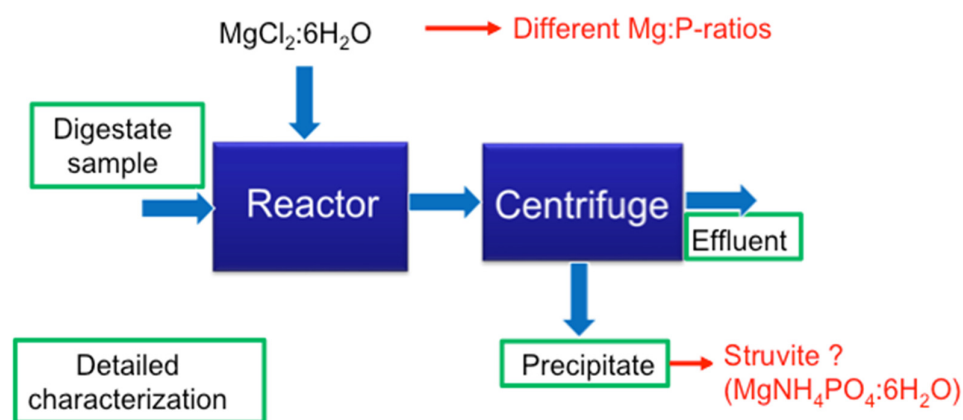 MgCl₂:6H₂O
Different Mg:P-ratios
Digestate
sample
Reactor
Centrifuge
Effluent
Detailed
characterization
Precipitate
Struvite ?
(MgNH₄PO₄:6H₂O)